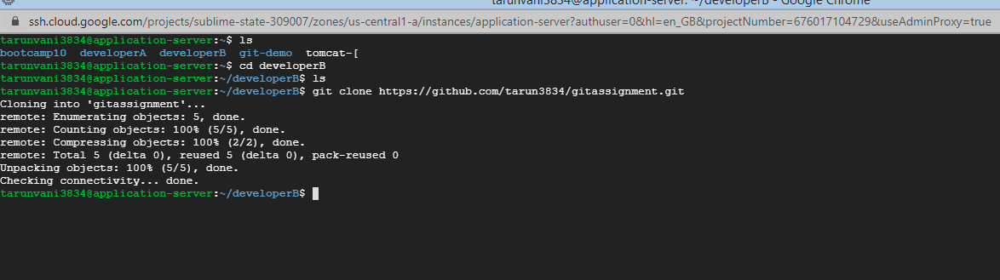 tarunvani3834@application-server: ~/developerB - Google Chrome
ssh.cloud.google.com/projects/sublime-state-309007/zones/us-central1-a/instances/application-server?authuser=0&hl=en_GB&projectNumber=676017104729&useAdminProxy=true
tarunvani3834@application-server:~$ ls
bootcamp10  developerA  developerB  git-demo  tomcat-[
tarunvani3834@application-server:~$ cd developerB
tarunvani3834@application-server:~/developerB$ ls
tarunvani3834@application-server:~/developerB$ git clone https://github.com/tarun3834/gitassignment.git
Cloning into 'gitassignment'...
remote: Enumerating objects: 5, done.
remote: Counting objects: 100% (5/5), done.
remote: Compressing objects: 100% (2/2), done.
remote: Total 5 (delta 0), reused 5 (delta 0), pack-reused 0
Unpacking objects: 100% (5/5), done.
Checking connectivity... done.
tarunvani3834@application-server:~/developerB$